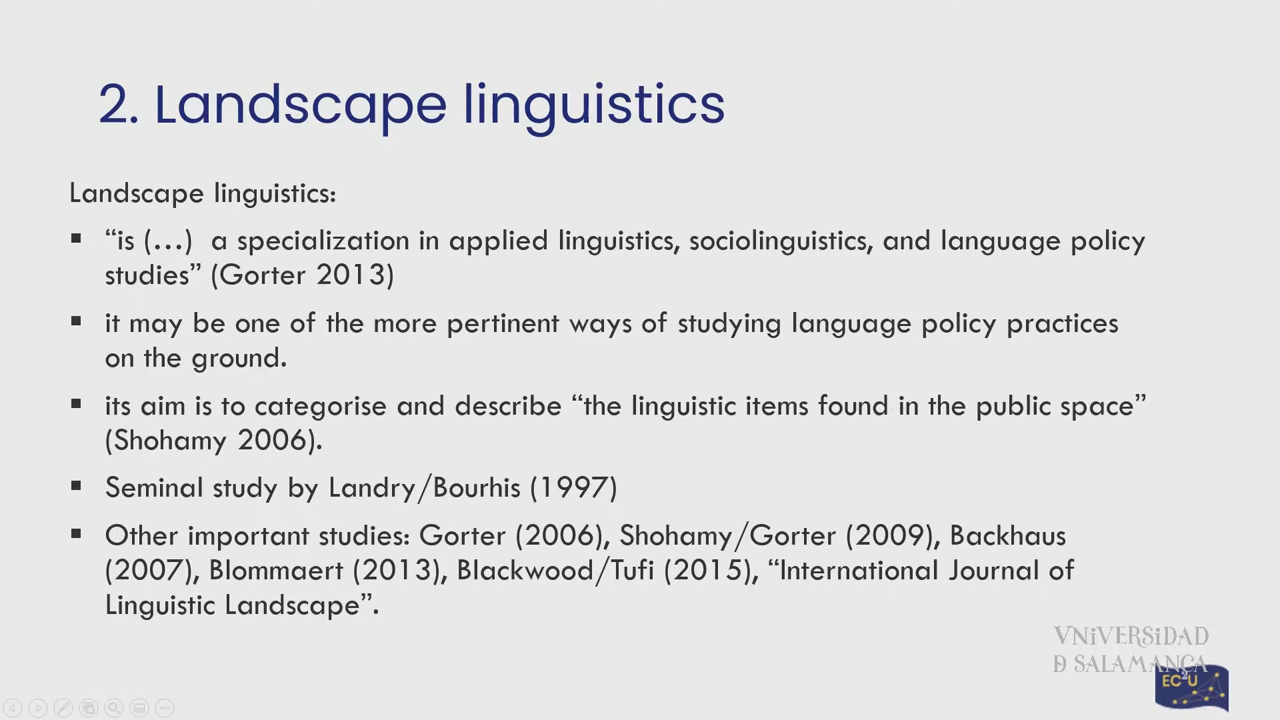 2. Landscape linguistics
Landscape linguistics:
▪ “is (…)  a specialization in applied linguistics, sociolinguistics, and language policy
studies” (Gorter 2013)
▪ it may be one of the more pertinent ways of studying language policy practices
on the ground.
▪ its aim is to categorise and describe “the linguistic items found in the public space”
(Shohamy 2006).
▪ Seminal study by Landry/Bourhis (1997)
▪ Other important studies: Gorter (2006), Shohamy/Gorter (2009), Backhaus
(2007), Blommaert (2013), Blackwood/Tufi (2015), “International Journal of
Linguistic Landscape”.
VNiVERSiDAD
Ð SALAMANCA
EC2U